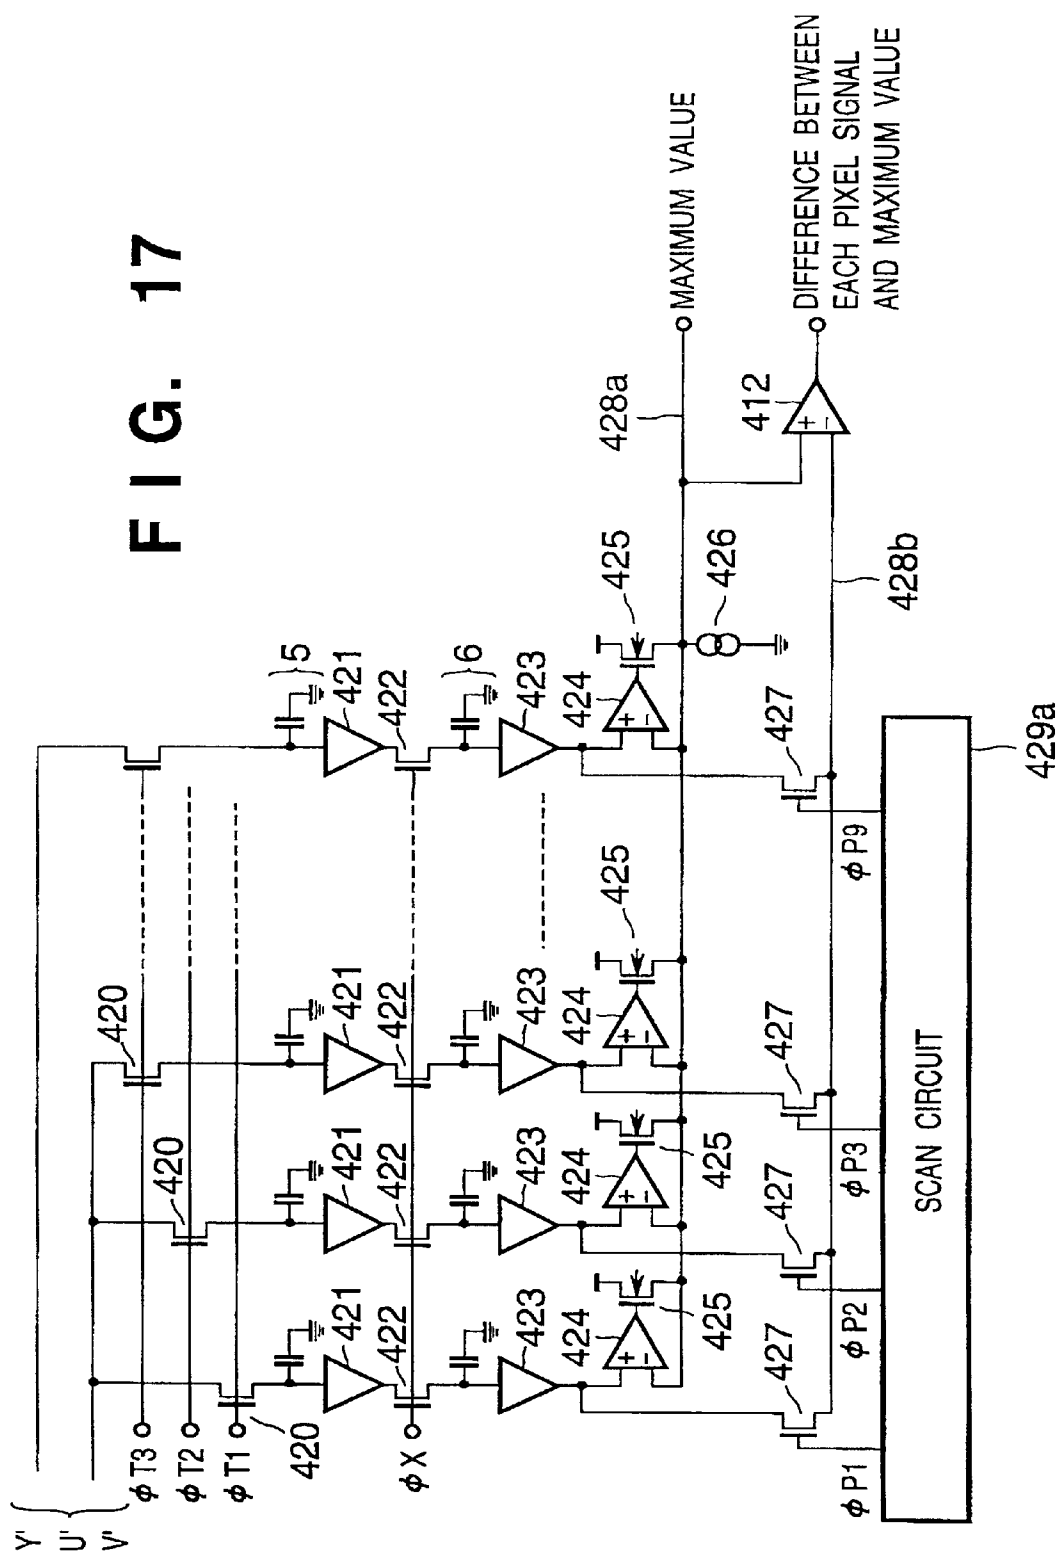 FIG. 17
Y'
U'
V'
φT3
φT2
φT1
420
420
420
5
421
421
421
421
φX
422
422
422
422
6
423
423
423
423
424
424
424
424
425
425
425
425
426
428a
MAXIMUM VALUE
412
+
−
DIFFERENCE BETWEEN
EACH PIXEL SIGNAL
AND MAXIMUM VALUE
427
427
427
427
428b
φP1
φP2
φP3
φP9
SCAN CIRCUIT
429a
+
−
+
−
+
−
+
−